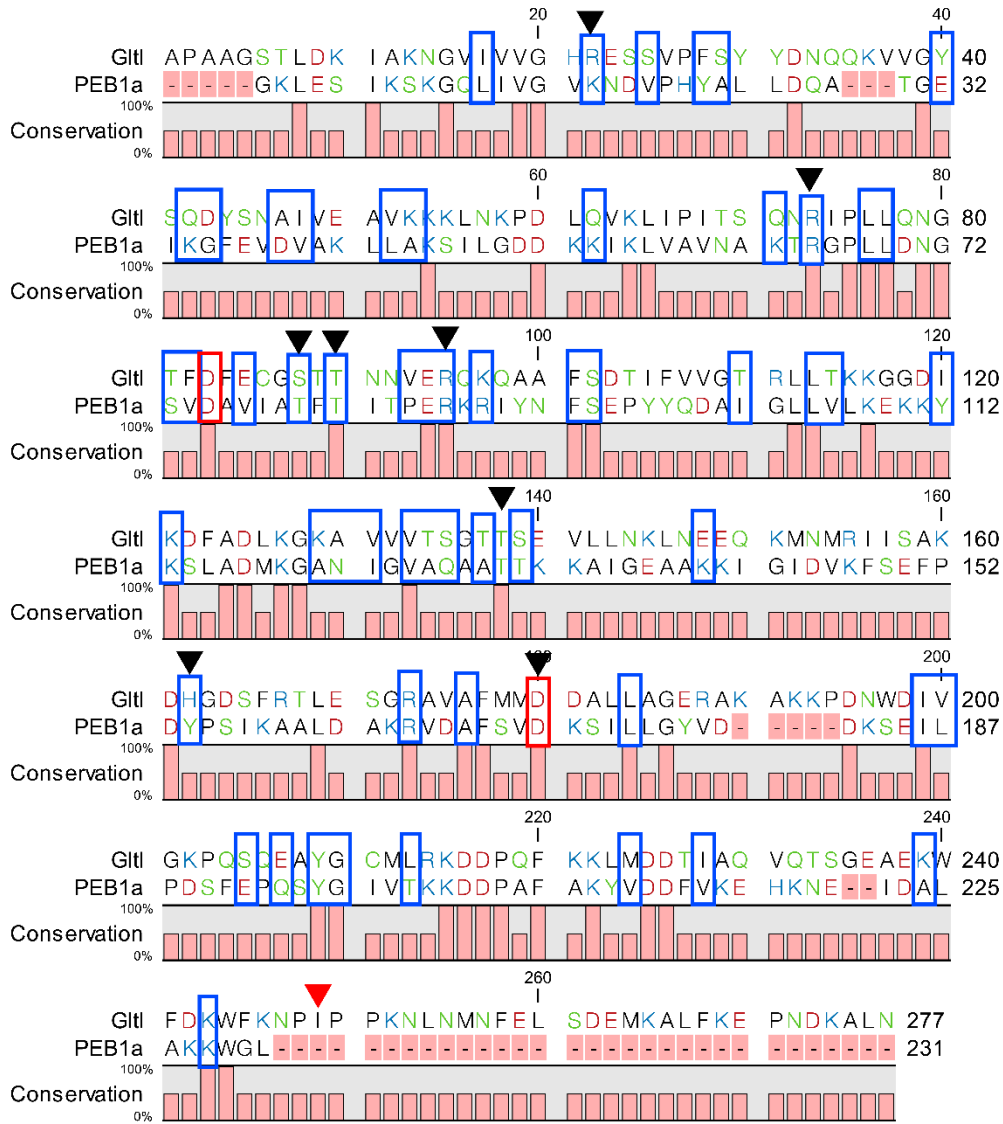 20 40
GltI APAAGSTLDK IAKNGVIVVG HRESSVPFSY YDNQQKVVGY 40
PEB1a -----GKLES IKSKGQLIVG VKNDVPHYAL LDQA---TGE 32
100%
Conservation
0%
60 80
GltI SQDYSNAIVE AVKKKLNKPD LQVKLIPITS QNRIPLLQNG 80
PEB1a IKGFEVDVAK LLAKSILGDD KKIKLVAVNA KTRGPLLDNG 72
100%
Conservation
0%
100 120
GltI TFDFECGSTT NNVERQKQAA FSDTIFVVGT RLLTKKGGDI 120
PEB1a SVDAVIATFT ITPERKRIYN FSEPYYQDAI GLLVLKEKKY 112
100%
Conservation
0%
140 160
GltI KDFADLKGKA VVVTSGTTSE VLLNKLNEEQ KMNMRIISAK 160
PEB1a KSLADMKGAN IGVAQAATTK KAIGEAAKKI GIDVKFSEFP 152
100%
Conservation
0%
180 200
GltI DHGDSFRTLE SGRAVAFMMD DALLAGERAK AKKPDNWDIV 200
PEB1a DYPSIKAALD AKRVDAFSVD KSILLGYVD- ----DKSEIL 187
100%
Conservation
0%
220 240
GltI GKPQSQEAYG CMLRKDDPQF KKLMDDTIAQ VQTSGEAEKW 240
PEB1a PDSFEPQSYG IVTKKDDPAF AKYVDDFVKE HKNE--IDAL 225
100%
Conservation
0%
260
GltI FDKWFKNPIP PKNLNMNFEL SDEMKALFKE PNDKALN 277
PEB1a AKKWGL---- ---------- ---------- ------- 231
100%
Conservation
0%